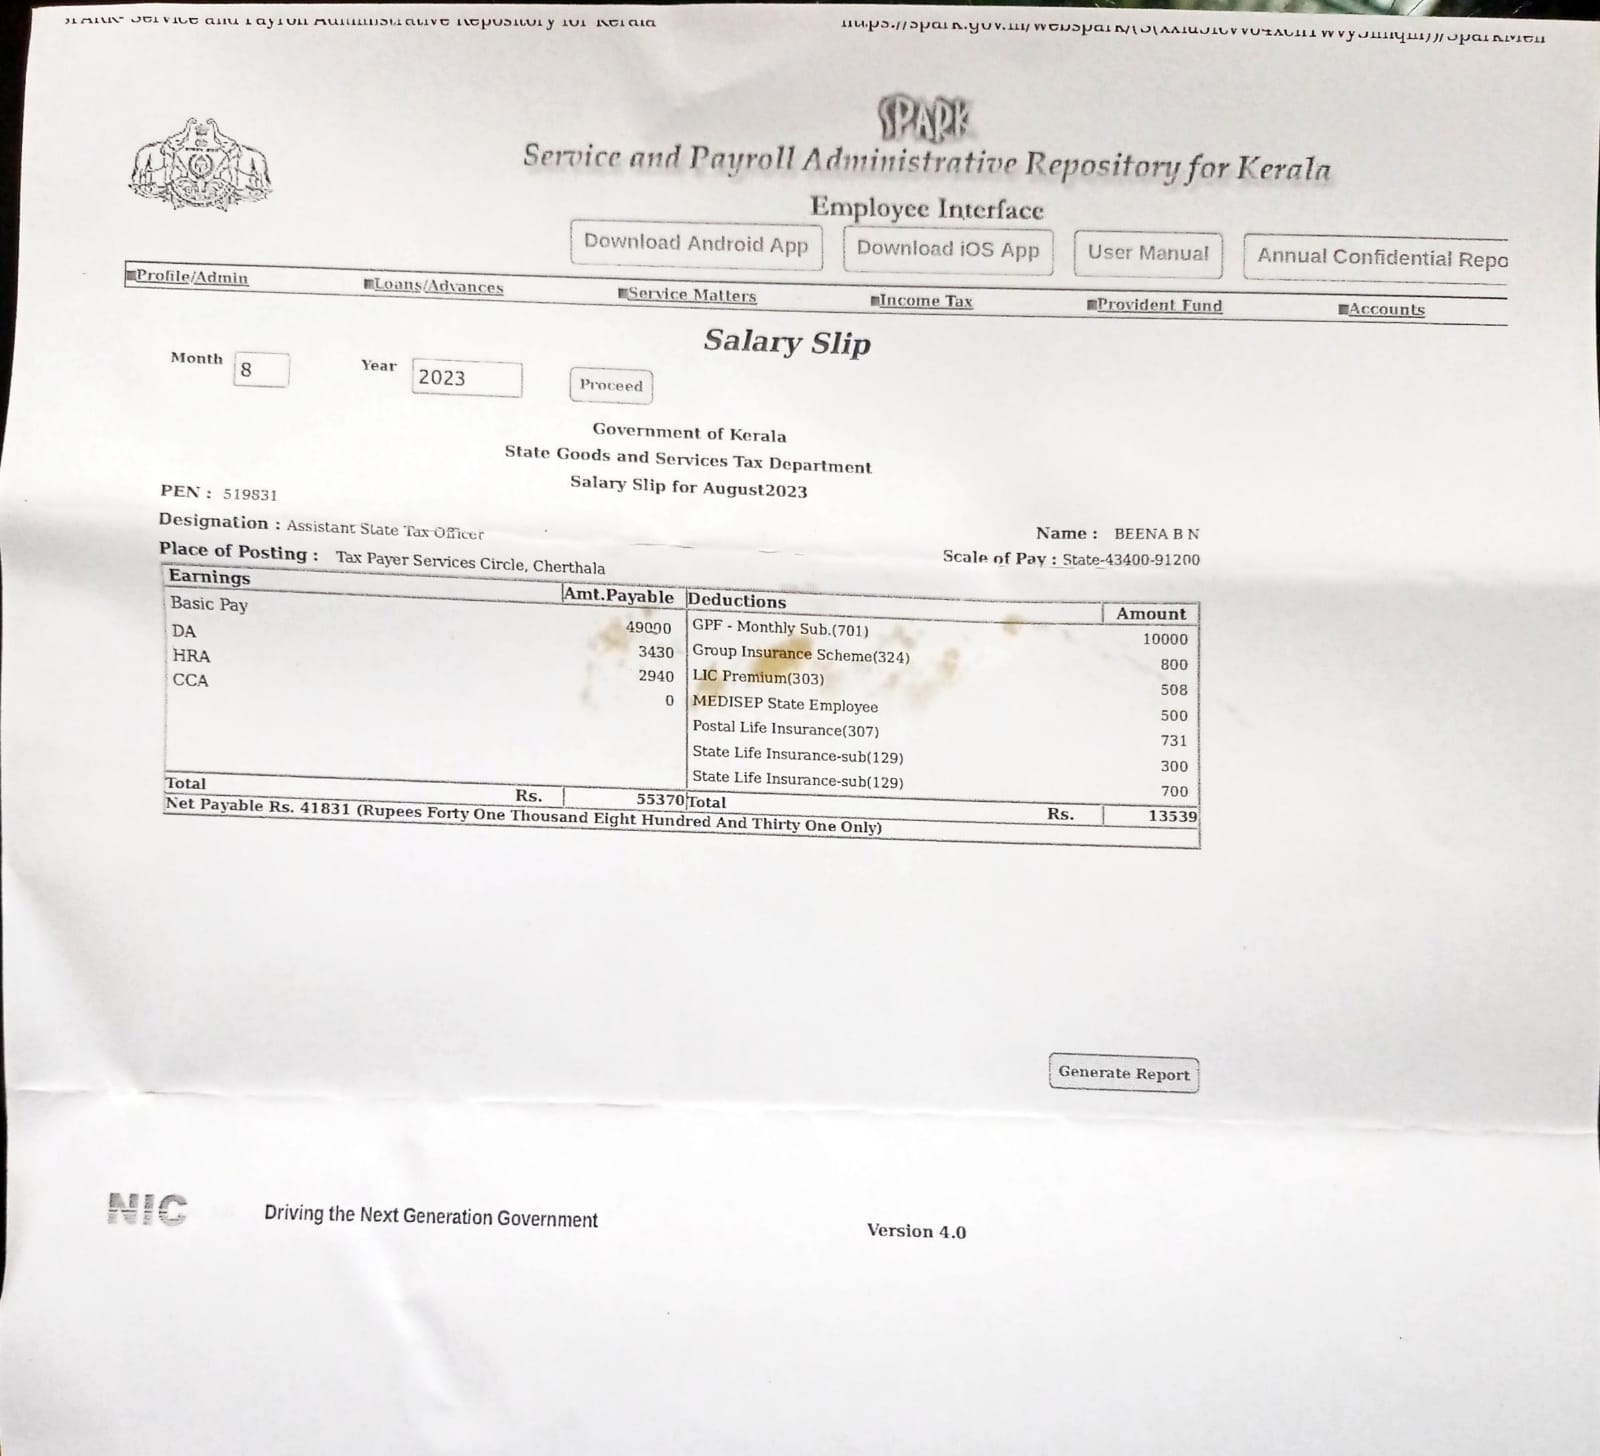 SPARK- Service and Payroll Administrative Repository for Kerala
SPARK
Service and Payroll Administrative Repository for Kerala
Employee Interface
Download Android App Download iOS App User Manual Annual Confidential Repo
Profile/Admin Loans/Advances Service Matters Income Tax Provident Fund Accounts
Salary Slip
Month 8 Year 2023 Proceed
Government of Kerala
State Goods and Services Tax Department
Salary Slip for August2023
PEN : 519831
Designation : Assistant State Tax Officer Name : BEENA B N
Place of Posting : Tax Payer Services Circle, Cherthala Scale of Pay : State-43400-91200
Earnings Amt.Payable Deductions Amount
Basic Pay 49000 GPF - Monthly Sub.(701) 10000
DA 3430 Group Insurance Scheme(324) 800
HRA 2940 LIC Premium(303) 508
CCA 0 MEDISEP State Employee 500
Postal Life Insurance(307) 731
State Life Insurance-sub(129) 300
State Life Insurance-sub(129) 700
Total Rs. 55370 Total Rs. 13539
Net Payable Rs. 41831 (Rupees Forty One Thousand Eight Hundred And Thirty One Only)
Generate Report
NIC Driving the Next Generation Government Version 4.0